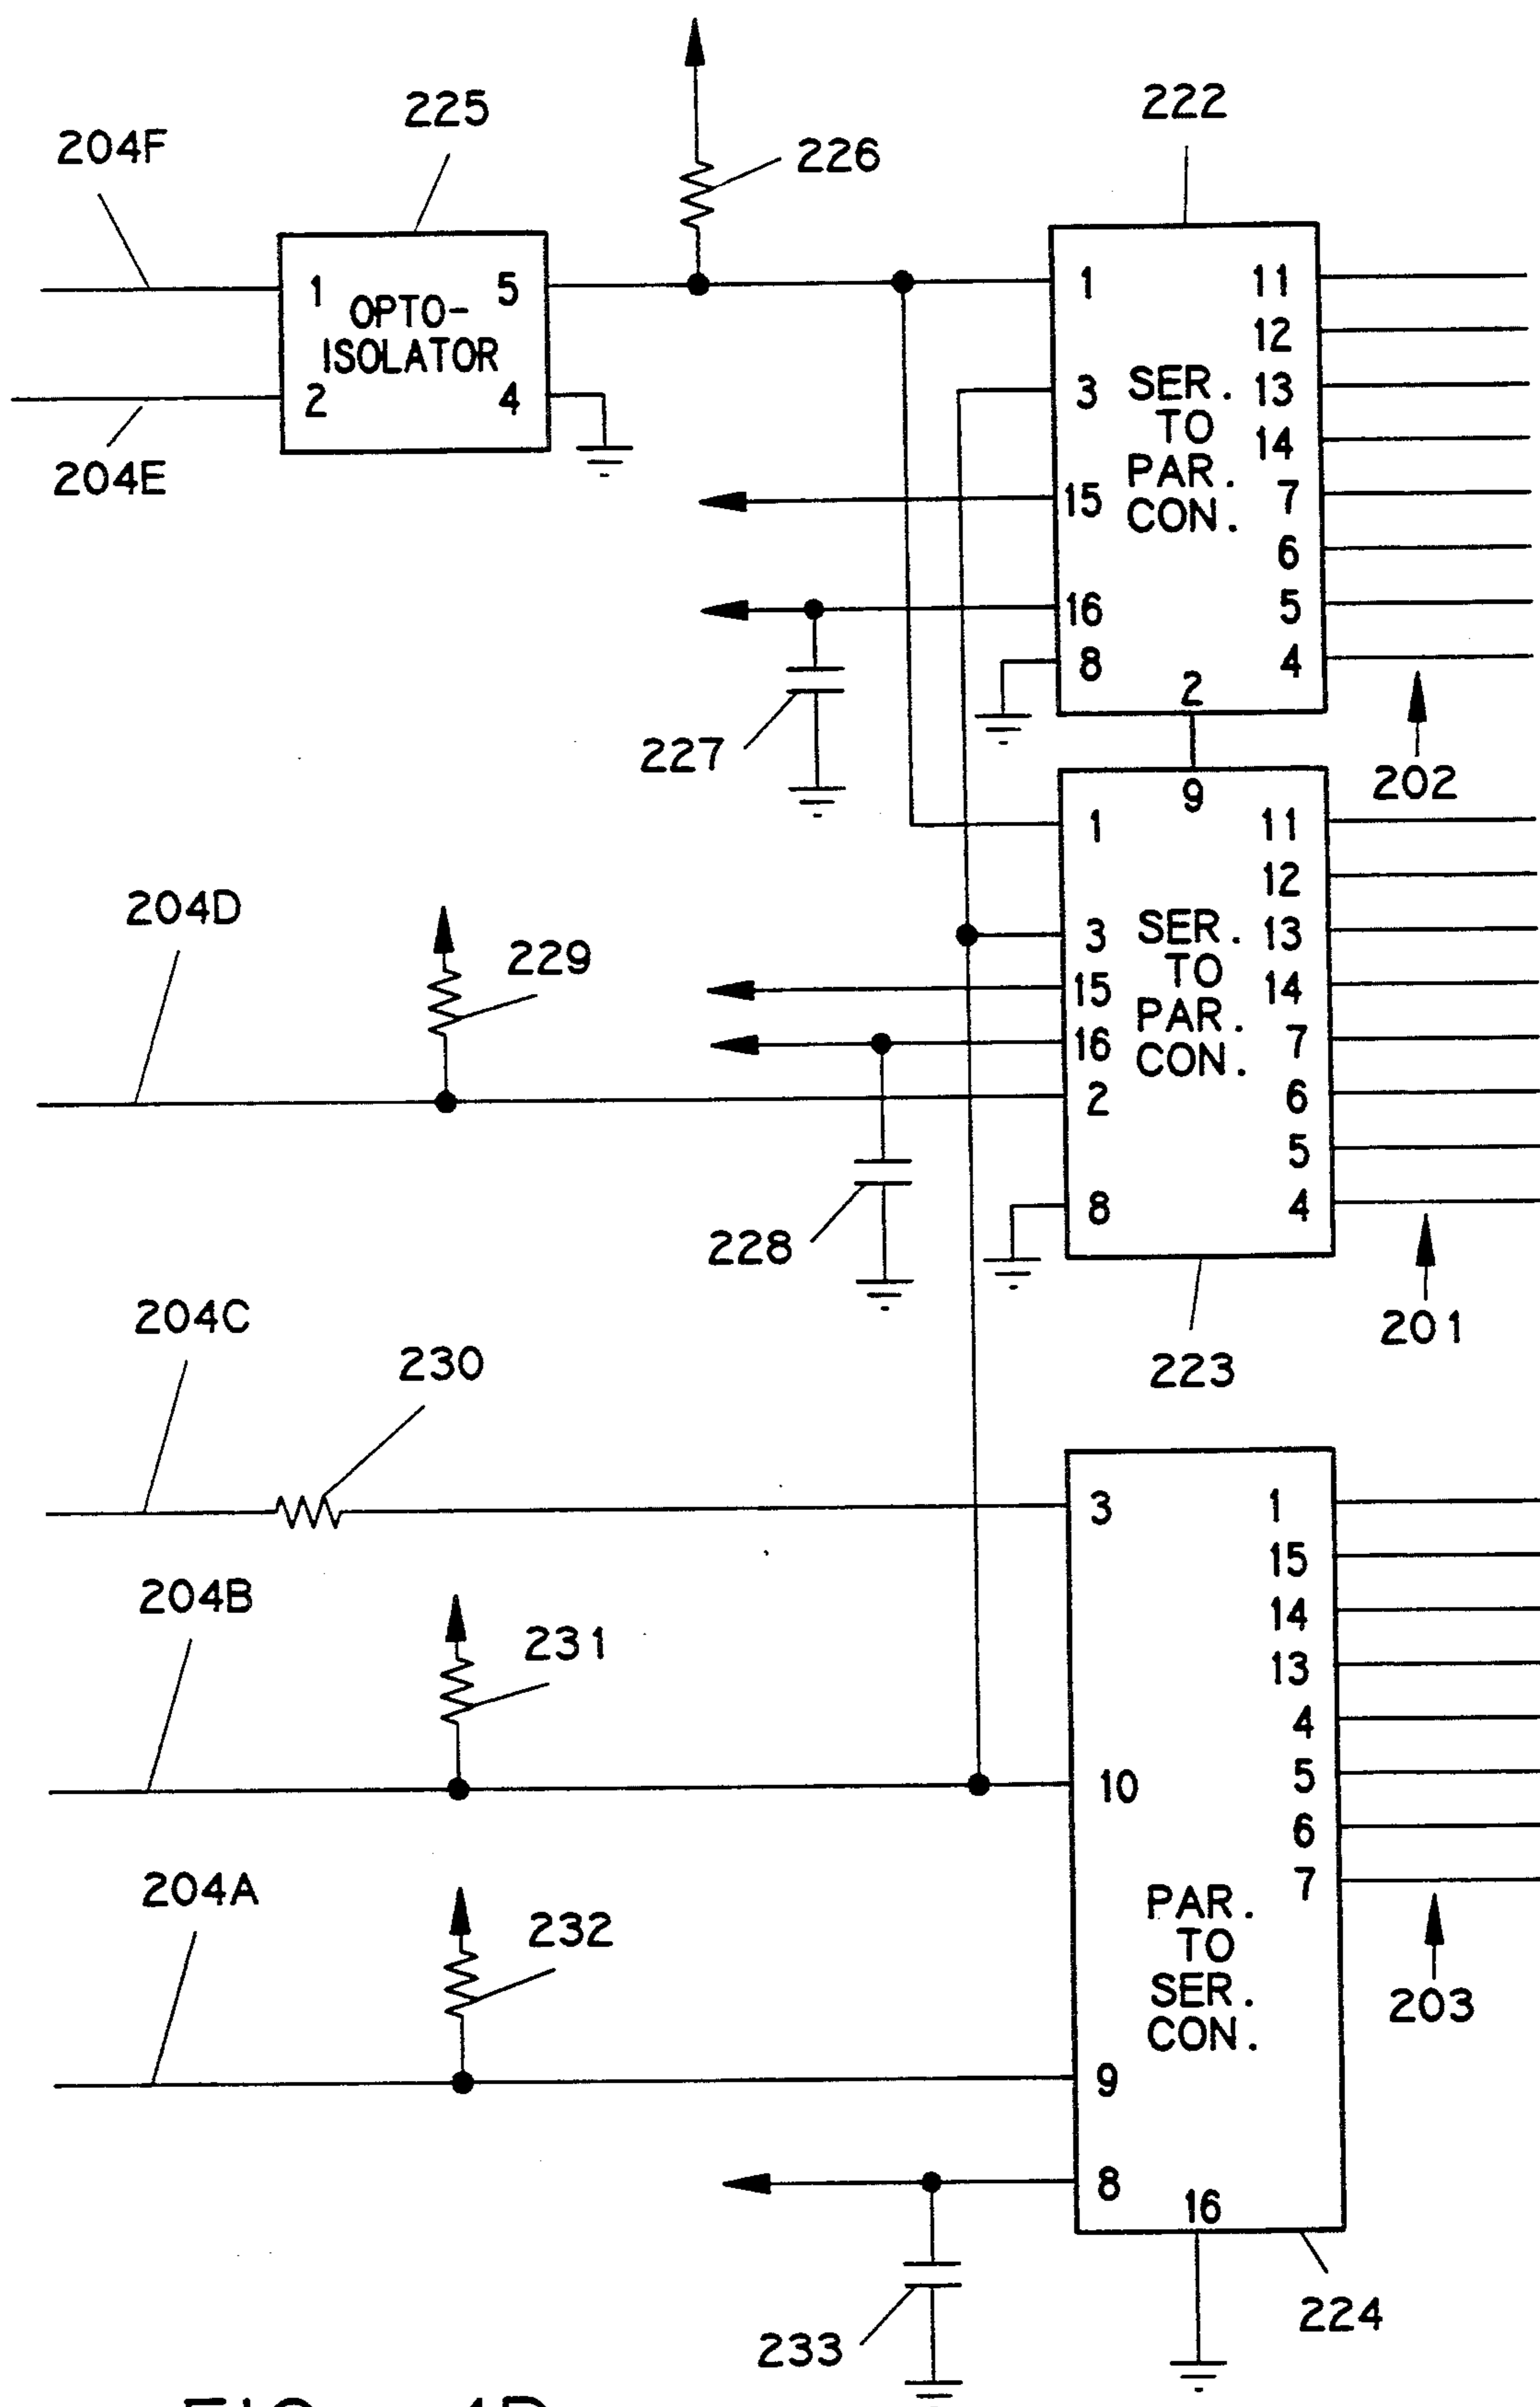 225
222
204F
226
1 5
OPTO-
ISOLATOR
2 4
204E
1 11
12
3 SER. 13
TO 14
PAR.
15 CON. 7
6
16 5
8 4
2
227
202
9
1 11
12
204D
229
3 SER. 13
TO
15 PAR. 14
16 CON. 7
2 6
5
8 4
228
201
223
204C
230
3 1
15
204B
14
231
13
4
10 5
6
204A
7
232
PAR.
TO
SER.
CON.
203
9
8
16
224
233